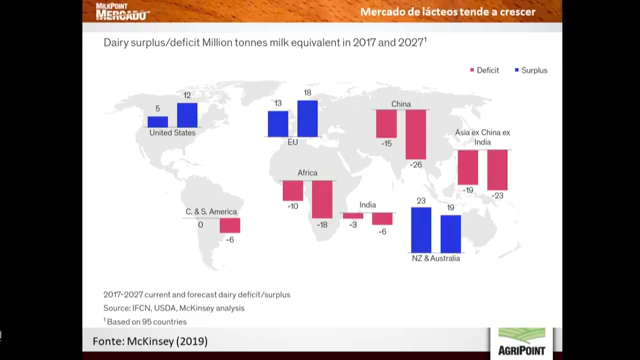 MILKPOINT
MERCADO
Mercado de lácteos tende a crescer
Dairy surplus/deficit Million tonnes milk equivalent in 2017 and 2027¹
Deficit Surplus
5 12
United States
13 18
EU
China
-15 -26
Asia ex China ex
India
-19 -23
Africa
-10 -18
India
-3 -6
C. & S. America
0 -6
23 19
NZ & Australia
2017-2027 current and forecast dairy deficit/surplus
Source: IFCN, USDA, McKinsey analysis
¹ Based on 95 countries
Fonte: McKinsey (2019)
AGRIPOINT